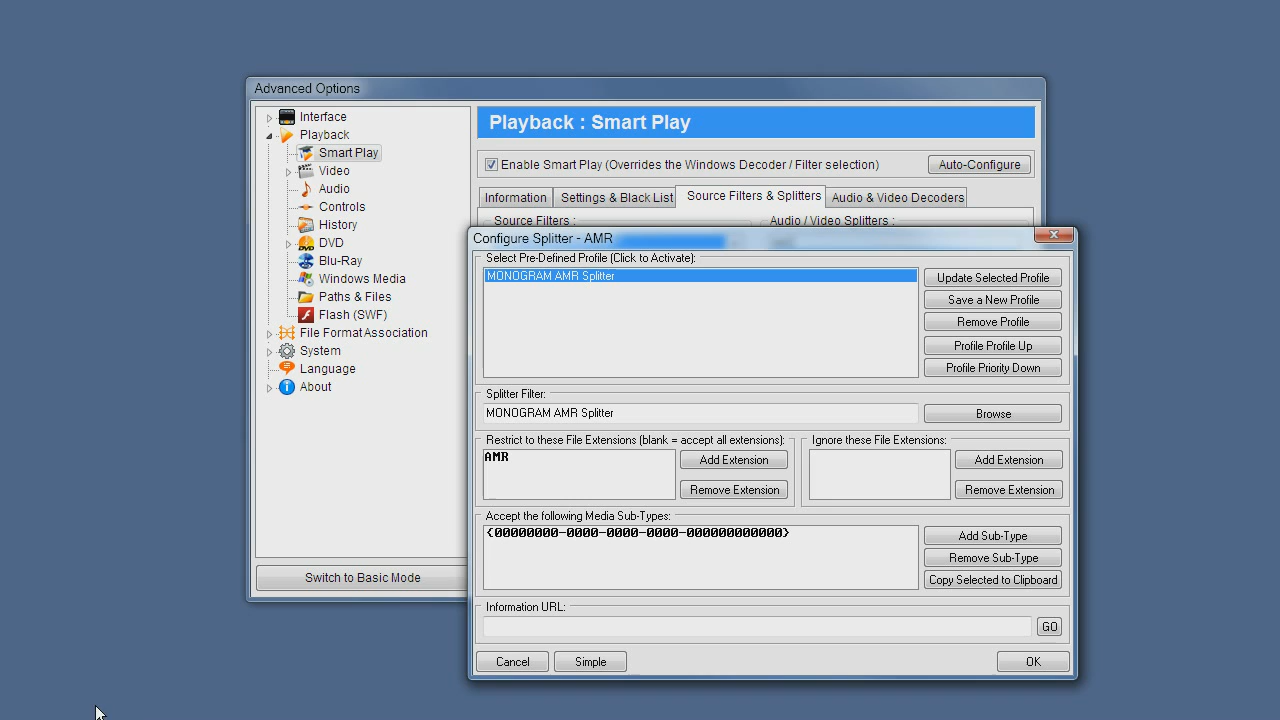 Advanced Options
Interface
Playback
Smart Play
Video
Audio
Controls
History
DVD
Blu-Ray
Windows Media
Paths & Files
Flash (SWF)
File Format Association
System
Language
About
Switch to Basic Mode
Playback : Smart Play
Enable Smart Play (Overrides the Windows Decoder / Filter selection)
Auto-Configure
Information
Settings & Black List
Source Filters & Splitters
Audio & Video Decoders
Source Filters :
Audio / Video Splitters :
Configure Splitter - AMR
Select Pre-Defined Profile (Click to Activate):
MONOGRAM AMR Splitter
Update Selected Profile
Save a New Profile
Remove Profile
Profile Profile Up
Profile Priority Down
Splitter Filter:
MONOGRAM AMR Splitter
Browse
Restrict to these File Extensions (blank = accept all extensions):
AMR
Add Extension
Remove Extension
Ignore these File Extensions:
Add Extension
Remove Extension
Accept the following Media Sub-Types:
{00000000-0000-0000-0000-000000000000}
Add Sub-Type
Remove Sub-Type
Copy Selected to Clipboard
Information URL:
GO
Cancel
Simple
OK